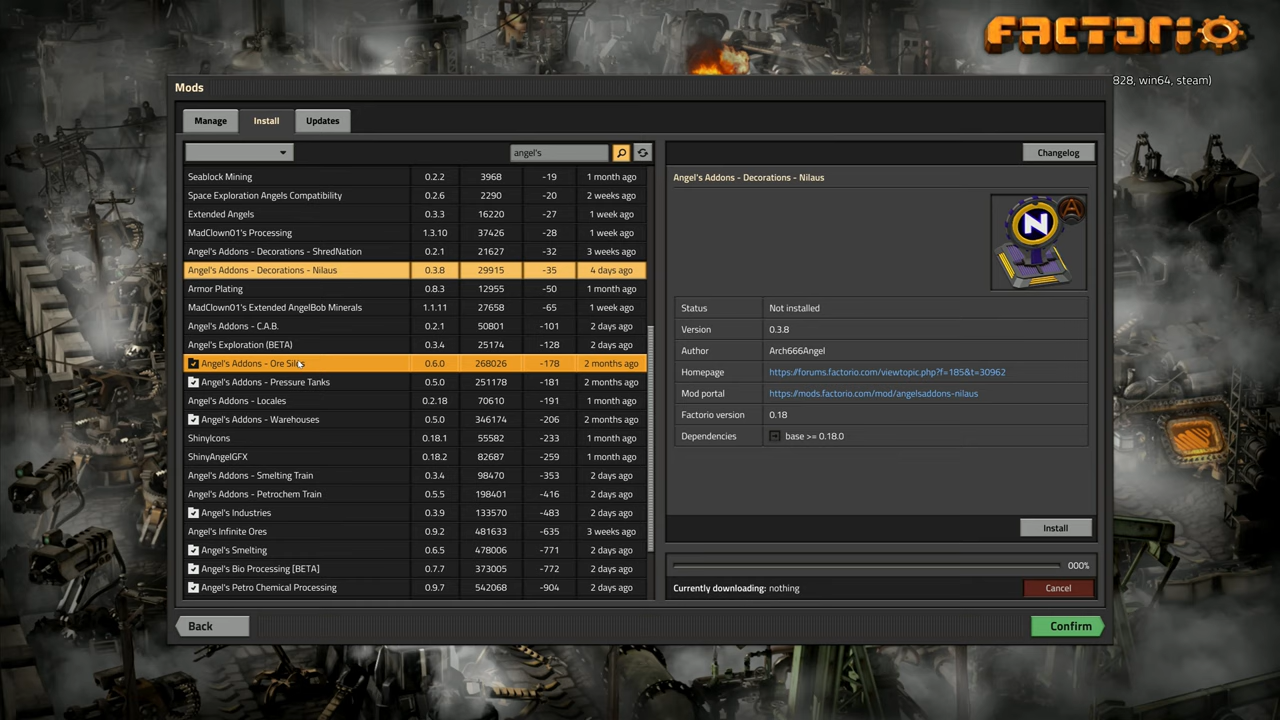 FACTORIO
828, win64, steam)
Mods
Manage Install Updates
angel's
Changelog
Seablock Mining 0.2.2 3968 -19 1 month ago
Space Exploration Angels Compatibility 0.2.6 2290 -20 2 weeks ago
Extended Angels 0.3.3 16220 -27 1 week ago
MadClown01's Processing 1.3.10 37426 -28 1 week ago
Angel's Addons - Decorations - ShredNation 0.2.1 21627 -32 3 weeks ago
Angel's Addons - Decorations - Nilaus 0.3.8 29915 -35 4 days ago
Armor Plating 0.8.3 12955 -50 1 month ago
MadClown01's Extended AngelBob Minerals 1.1.11 27658 -65 1 week ago
Angel's Addons - C.A.B. 0.2.1 50801 -101 2 days ago
Angel's Exploration (BETA) 0.3.4 25174 -128 2 days ago
Angel's Addons - Ore Silos 0.6.0 268026 -178 2 months ago
Angel's Addons - Pressure Tanks 0.5.0 251178 -181 2 months ago
Angel's Addons - Locales 0.2.18 70610 -191 1 month ago
Angel's Addons - Warehouses 0.5.0 346174 -206 2 months ago
ShinyIcons 0.18.1 55582 -233 1 month ago
ShinyAngelGFX 0.18.2 82687 -259 1 month ago
Angel's Addons - Smelting Train 0.3.4 98470 -353 2 days ago
Angel's Addons - Petrochem Train 0.5.5 198401 -416 2 days ago
Angel's Industries 0.3.9 133570 -483 2 days ago
Angel's Infinite Ores 0.9.2 481633 -635 3 weeks ago
Angel's Smelting 0.6.5 478006 -771 2 days ago
Angel's Bio Processing [BETA] 0.7.7 373005 -772 2 days ago
Angel's Petro Chemical Processing 0.9.7 542068 -904 2 days ago
Angel's Addons - Decorations - Nilaus
N A
Status Not installed
Version 0.3.8
Author Arch666Angel
Homepage https://forums.factorio.com/viewtopic.php?f=185&t=30962
Mod portal https://mods.factorio.com/mod/angelsaddons-nilaus
Factorio version 0.18
Dependencies base >= 0.18.0
Install
000%
Currently downloading: nothing Cancel
Back Confirm